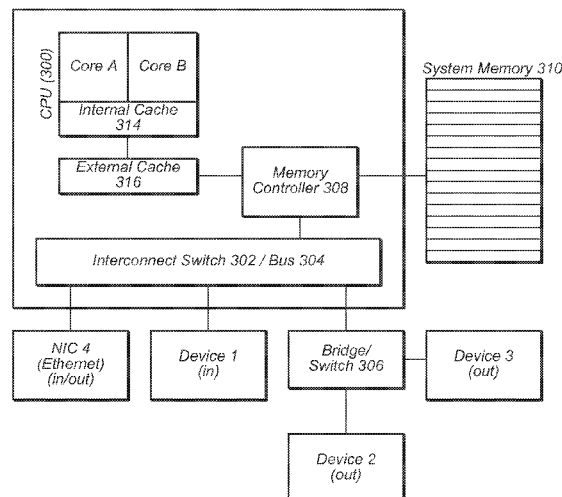 CPU (300)
Core A
Core B
Internal Cache
314
External Cache
316
Memory
Controller 308
System Memory 310
Interconnect Switch 302 / Bus 304
NIC 4
(Ethernet)
(in/out)
Device 1
(in)
Bridge/
Switch 306
Device 3
(out)
Device 2
(out)